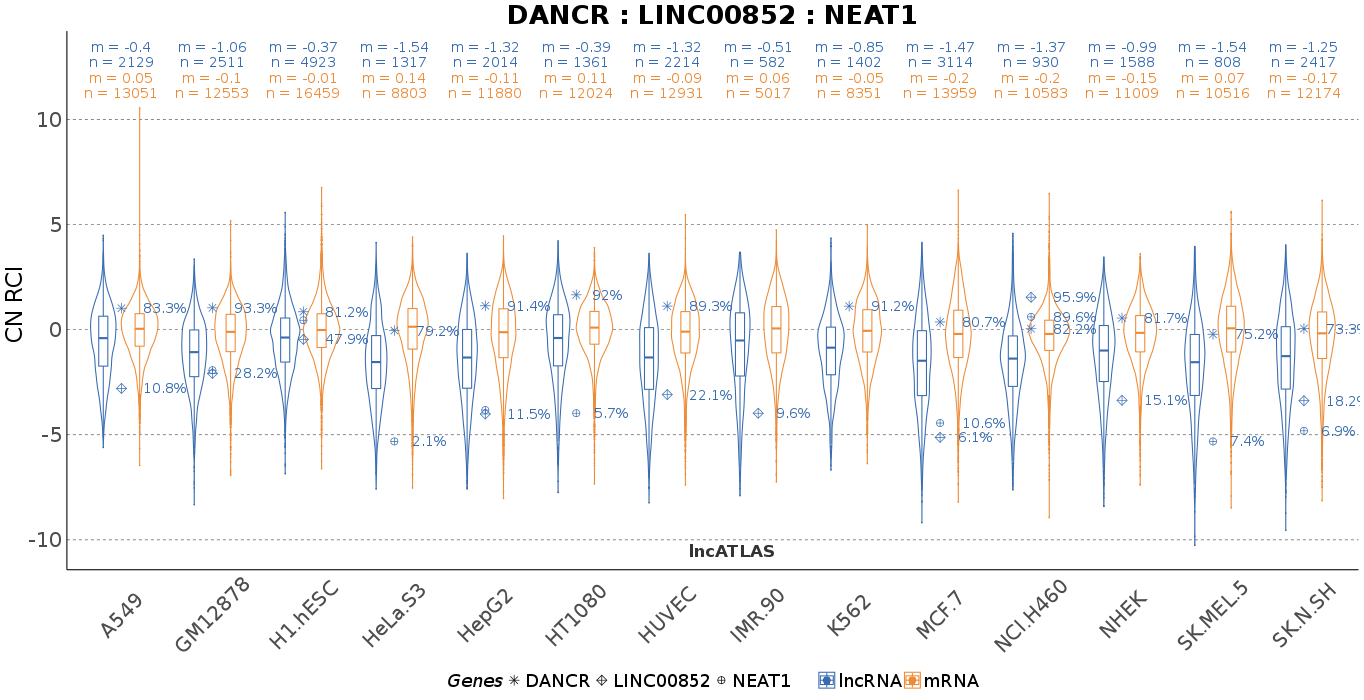 DANCR : LINC00852 : NEAT1
m = -0.4 m = -1.06 m = -0.37 m = -1.54 m = -1.32 m = -0.39 m = -1.32 m = -0.51 m = -0.85 m = -1.47 m = -1.37 m = -0.99 m = -1.54 m = -1.25
n = 2129 n = 2511 n = 4923 n = 1317 n = 2014 n = 1361 n = 2214 n = 582 n = 1402 n = 3114 n = 930 n = 1588 n = 808 n = 2417
m = 0.05 m = -0.1 m = -0.01 m = 0.14 m = -0.11 m = 0.11 m = -0.09 m = 0.06 m = -0.05 m = -0.2 m = -0.2 m = -0.15 m = 0.07 m = -0.17
n = 13051 n = 12553 n = 16459 n = 8803 n = 11880 n = 12024 n = 12931 n = 5017 n = 8351 n = 13959 n = 10583 n = 11009 n = 10516 n = 12174
CN RCI
10
5
0
-5
-10
83.3% 93.3% 81.2% 79.2% 91.4% 92% 89.3% 91.2% 80.7% 95.9% 81.7% 75.2% 73.3%
89.6%
82.2%
10.8% 28.2% 47.9% 2.1% 11.5% 5.7% 22.1% 9.6% 10.6% 15.1% 7.4% 18.2%
6.1% 6.9%
lncATLAS
A549 GM12878 H1.hESC HeLa.S3 HepG2 HT1080 HUVEC IMR.90 K562 MCF.7 NCI.H460 NHEK SK.MEL.5 SK.N.SH
Genes DANCR LINC00852 NEAT1 lncRNA mRNA